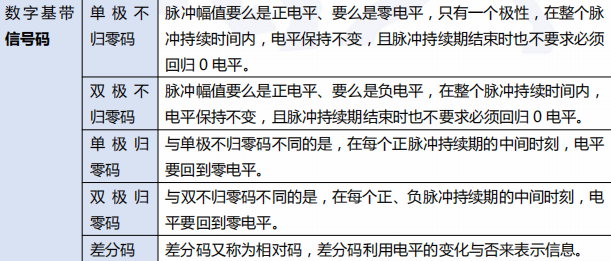 数字基带
信号码
单极不
归零码
脉冲幅值要么是正电平、要么是零电平，只有一个极性，在整个脉
冲持续时间内，电平保持不变，且脉冲持续期结束时也不要求必须
回归 0 电平。
双极不
归零码
脉冲幅值要么是正电平、要么是负电平，在整个脉冲持续时间内，
电平保持不变，且脉冲持续期结束时也不要求必须回归 0 电平。
单极归
零码
与单极不归零码不同的是，在每个正脉冲持续期的中间时刻，电平
要回到零电平。
双极归
零码
与双不归零码不同的是，在每个正、负脉冲持续期的中间时刻，电
平要回到零电平。
差分码
差分码又称为相对码，差分码利用电平的变化与否来表示信息。